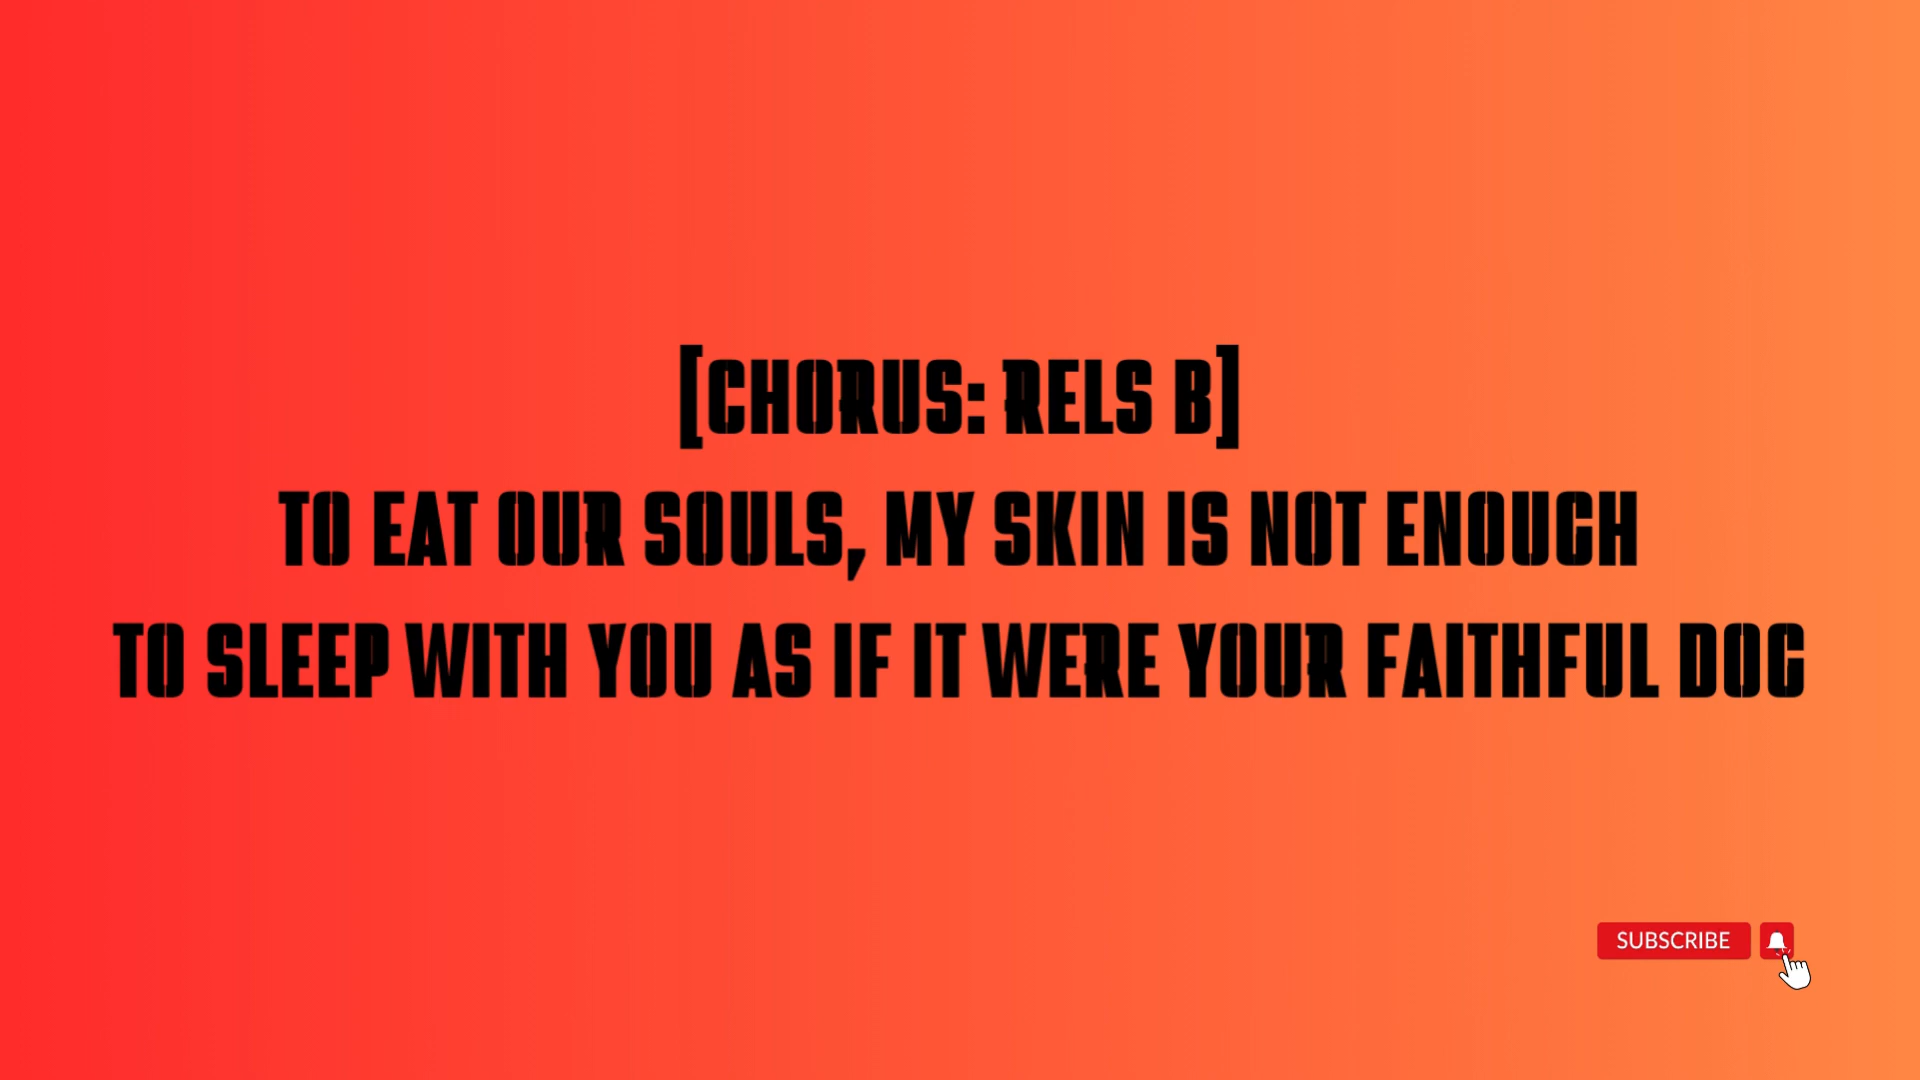 [CHORUS: RELS B]
TO EAT OUR SOULS, MY SKIN IS NOT ENOUGH
TO SLEEP WITH YOU AS IF IT WERE YOUR FAITHFUL DOG
SUBSCRIBE